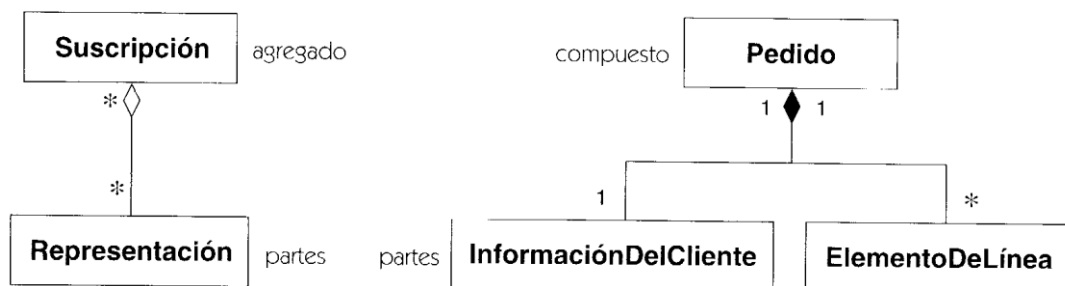 Suscripción agregado
compuesto Pedido
* 1 1
* 1 *
Representación partes
partes InformaciónDelCliente ElementoDeLínea